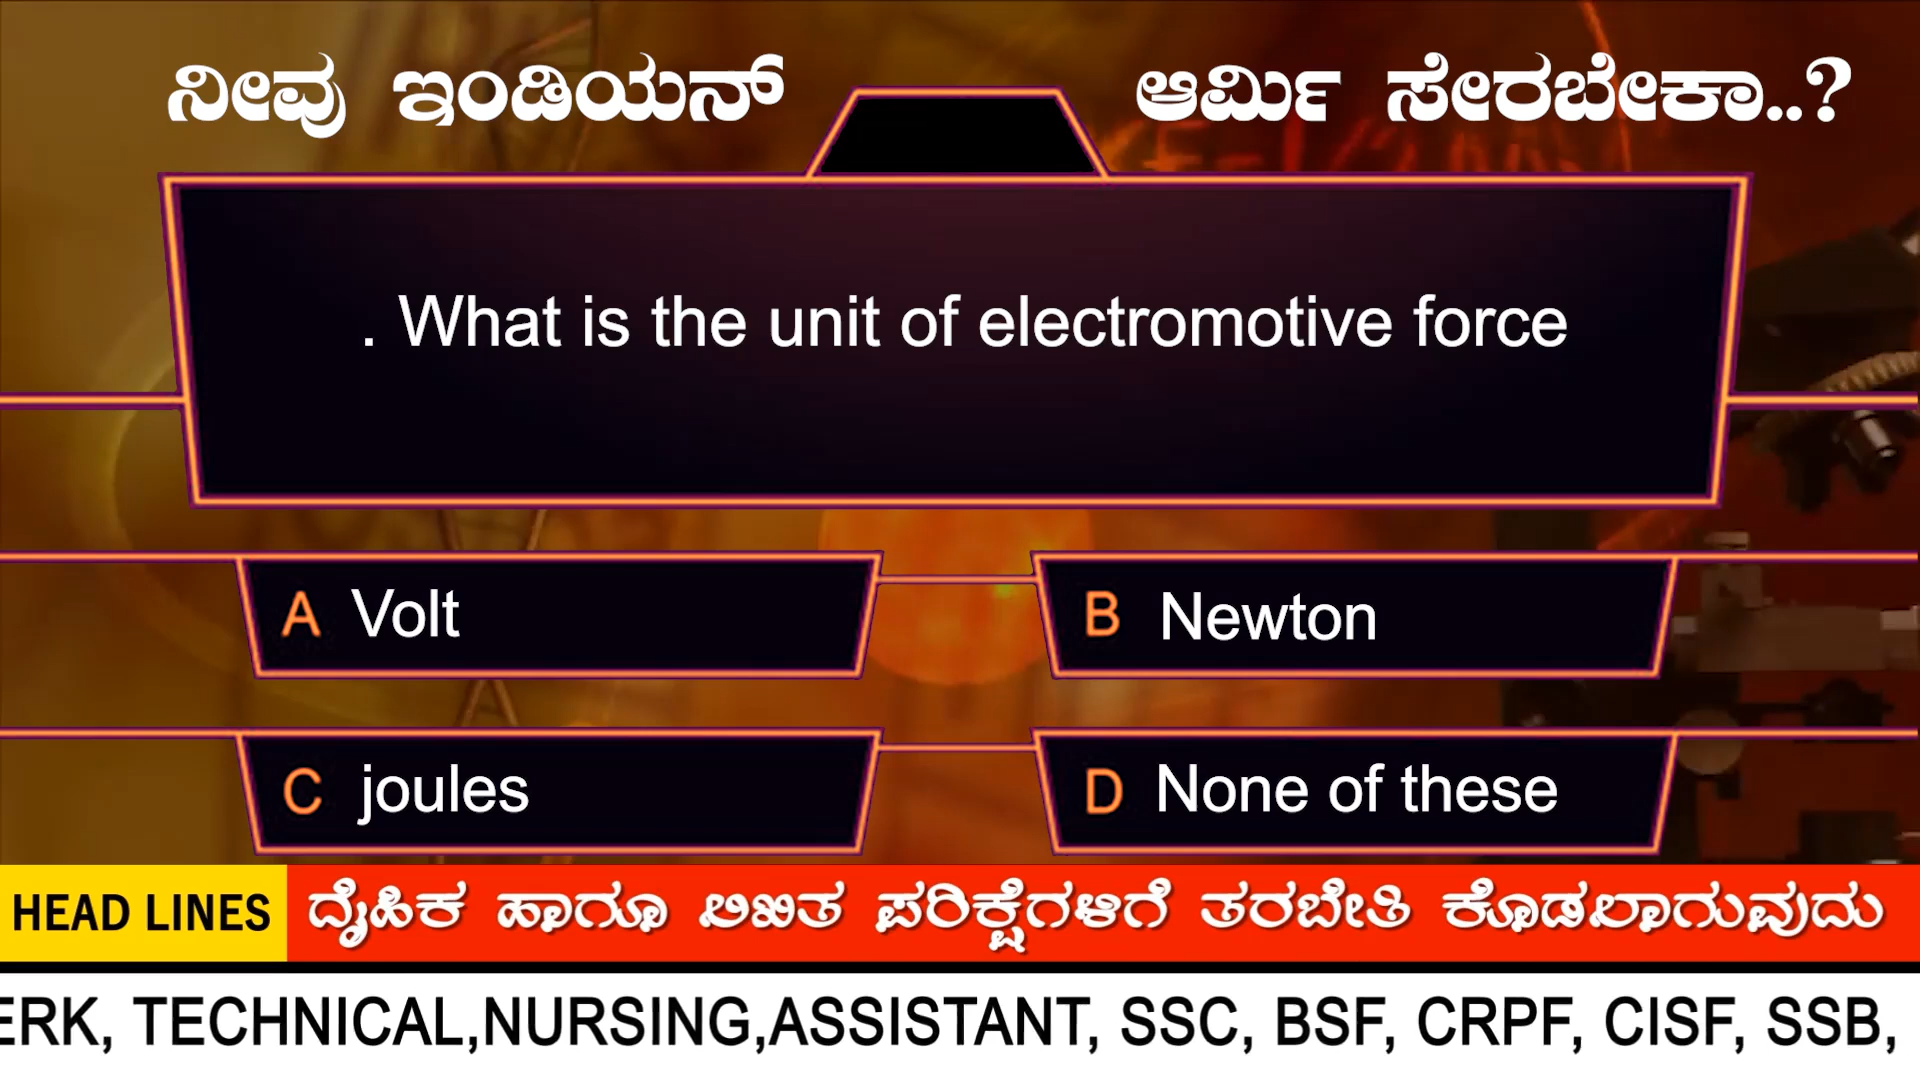 ನೀವು ಇಂಡಿಯನ್ ಆರ್ಮಿ ಸೇರಬೇಕಾ..?
. What is the unit of electromotive force
A Volt
B Newton
C joules
D None of these
HEAD LINES ದೈಹಿಕ ಹಾಗೂ ಲಿಖಿತ ಪರಿಕ್ಷೆಗಳಿಗೆ ತರಬೇತಿ ಕೊಡಲಾಗುವುದು
ERK, TECHNICAL,NURSING,ASSISTANT, SSC, BSF, CRPF, CISF, SSB,